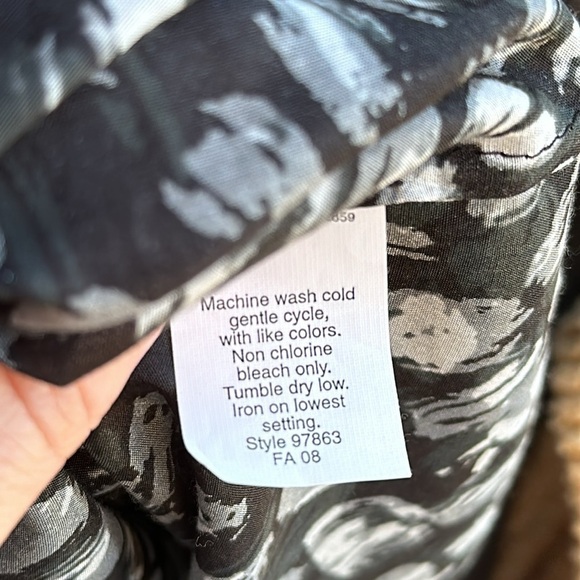 Machine wash cold
gentle cycle,
with like colors.
Non chlorine
bleach only.
Tumble dry low.
Iron on lowest
setting.
Style 97863
FA 08